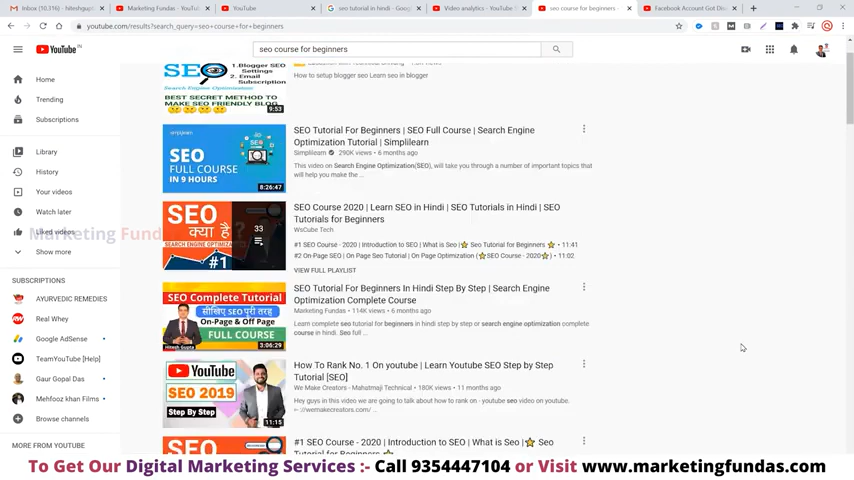 Inbox (10,316) - hiteshgupt
Marketing Fundas - YouTu
YouTube
seo tutorial in hindi - Goog
Video analytics - YouTube S
seo course for beginners -
Facebook Account Got Dis
youtube.com/results?search_query=seo+course+for+beginners
YouTube IN
seo course for beginners
Home
Trending
Subscriptions
Library
History
Your videos
Watch later
Liked videos
Show more
SUBSCRIPTIONS
AYURVEDIC REMEDIES
Real Whey
Google AdSense
TeamYouTube [Help]
Gaur Gopal Das
Mehfooz khan Films
Browse channels
MORE FROM YOUTUBE
Marketing Fundas
SEO
1.Blogger SEO
Settings
2. Email
Subscription
Search Engine Optimization
BEST SECRET METHOD TO
MAKE SEO FRIENDLY BLOG
9:53
How to setup blogger seo Learn seo in blogger
simplilearn
SEO
FULL COURSE
IN 9 HOURS
8:26:47
SEO Tutorial For Beginners | SEO Full Course | Search Engine
Optimization Tutorial | Simplilearn
Simplilearn • 290K views • 6 months ago
This video on Search Engine Optimization(SEO), will take you through a number of important topics that
will help you make the ...
SEO
क्या है ?
SEARCH ENGINE OPTIMIZ
#1
33
SEO Course 2020 | Learn SEO in Hindi | SEO Tutorials in Hindi | SEO
Tutorials for Beginners
WsCube Tech
#1 SEO Course - 2020 | Introduction to SEO | What is Seo |⭐ Seo Tutorial for Beginners ⭐ • 11:41
#2 On-Page SEO | On Page Seo Tutorial | On Page Optimization (⭐SEO Course - 2020⭐) • 11:02
VIEW FULL PLAYLIST
SEO Complete Tutorial
सीखिए SEO पूरी तरह
On-Page & Off-Page
FULL COURSE
Hitesh Gupta
3:06:29
SEO Tutorial For Beginners In Hindi Step By Step | Search Engine
Optimization Complete Course
Marketing Fundas • 114K views • 6 months ago
Learn complete seo tutorial for beginners in hindi step by step or search engine optimization complete
course in hindi. Seo full ...
YouTube
SEO 2019
Step By Step
11:15
How To Rank No. 1 On youtube | Learn Youtube SEO Step by Step
Tutorial [SEO]
We Make Creators - Mahatmaji Technical • 180K views • 11 months ago
Hey guys in this video we are going to talk about how to rank on - youtube seo video on youtube.
#1 SEO Course - 2020 | Introduction to SEO | What is Seo |⭐ Seo
To Get Our Digital Marketing Services :- Call 9354447104 or Visit www.marketingfundas.com